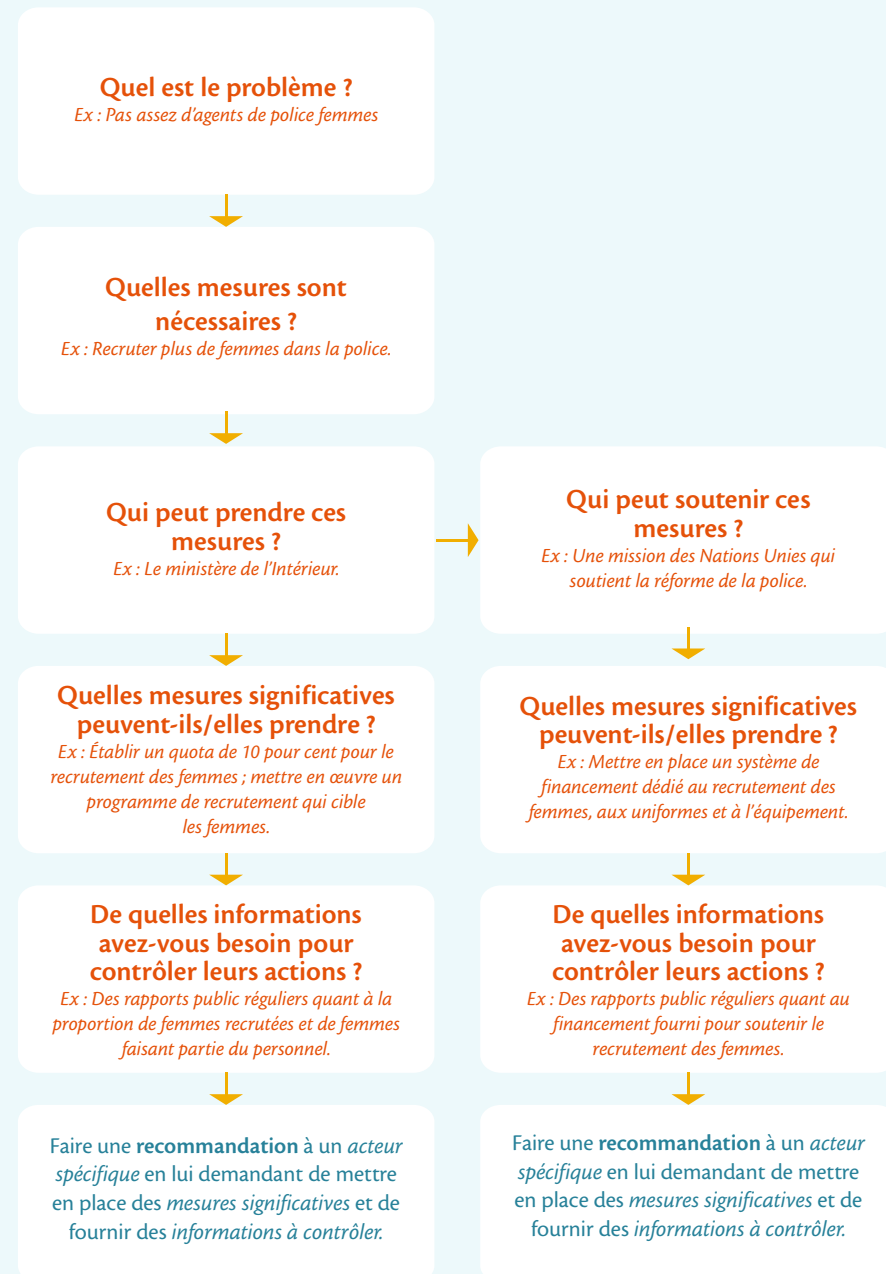 Quel est le problème ?
Ex : Pas assez d'agents de police femmes
Quelles mesures sont
nécessaires ?
Ex : Recruter plus de femmes dans la police.
Qui peut prendre ces
mesures ?
Ex : Le ministère de l'Intérieur.
Qui peut soutenir ces
mesures ?
Ex : Une mission des Nations Unies qui
soutient la réforme de la police.
Quelles mesures significatives
peuvent-ils/elles prendre ?
Ex : Établir un quota de 10 pour cent pour le
recrutement des femmes ; mettre en œuvre un
programme de recrutement qui cible
les femmes.
Quelles mesures significatives
peuvent-ils/elles prendre ?
Ex : Mettre en place un système de
financement dédié au recrutement des
femmes, aux uniformes et à l'équipement.
De quelles informations
avez-vous besoin pour
contrôler leurs actions ?
Ex : Des rapports public réguliers quant à la
proportion de femmes recrutées et de femmes
faisant partie du personnel.
De quelles informations
avez-vous besoin pour
contrôler leurs actions ?
Ex : Des rapports public réguliers quant au
financement fourni pour soutenir le
recrutement des femmes.
Faire une recommandation à un acteur
spécifique en lui demandant de mettre
en place des mesures significatives et de
fournir des informations à contrôler.
Faire une recommandation à un acteur
spécifique en lui demandant de mettre
en place des mesures significatives et de
fournir des informations à contrôler.